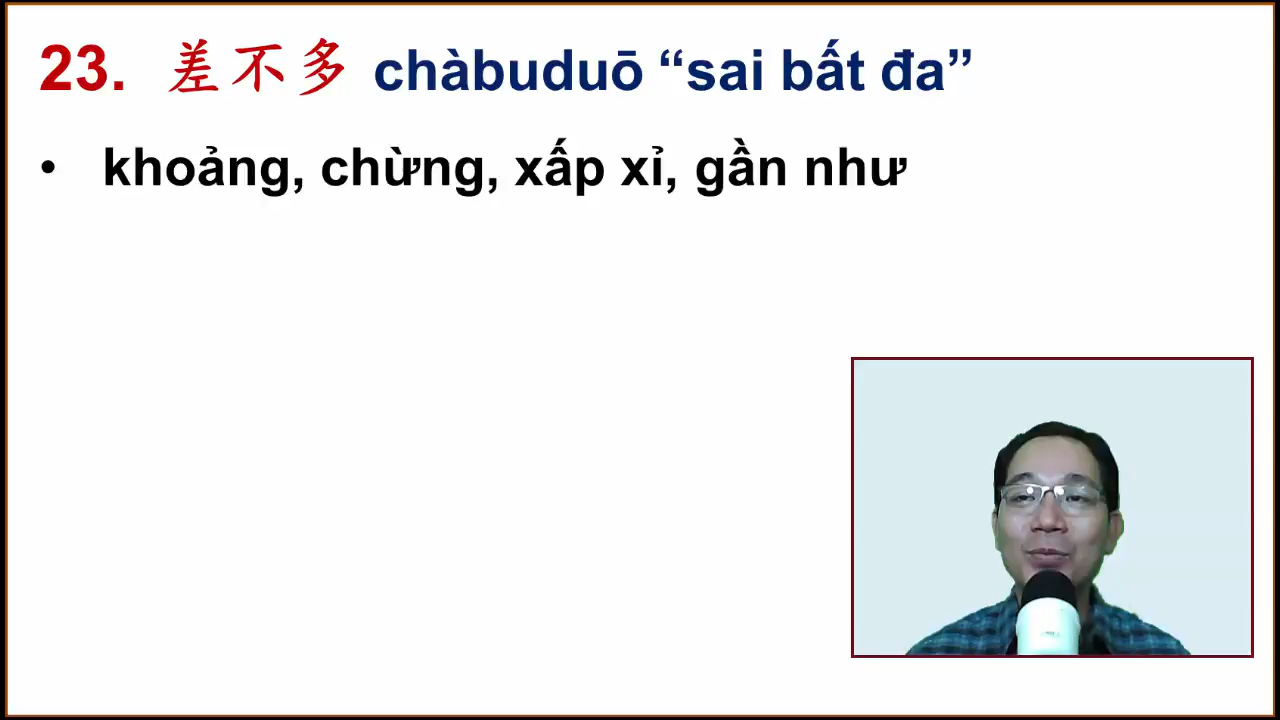 23. 差不多 chàbuduō “sai bất đa”
• khoảng, chừng, xấp xỉ, gần như